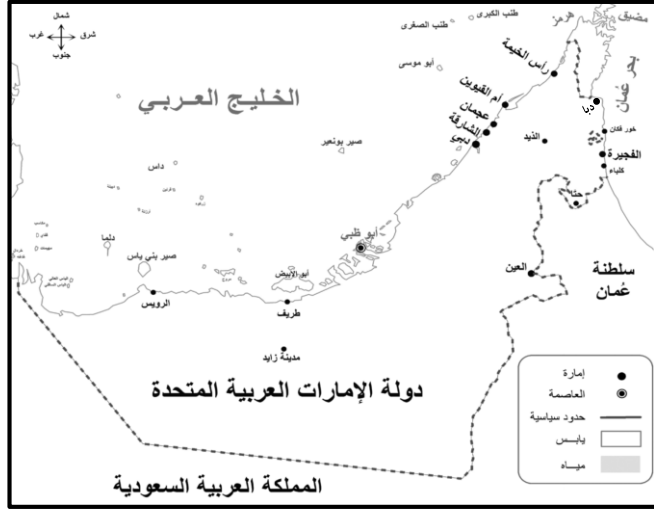 شمال
شرق
غرب
جنوب
طنب الكبرى
طنب الصغرى
أبو موسى
مضيق
هرمز
رأس الخيمة
بحر عُمان
أم القيوين
عجمان
الشارقة
دبي
دبا
الذيد
خور فكان
الفجيرة
كلباء
حتا
الخليج العربي
صير بونعير
داس
دلما
صير بني ياس
أبو ظبي
أبو الأبيض
العين
سلطنة
عُمان
الرويس
طريف
مدينة زايد
دولة الإمارات العربية المتحدة
المملكة العربية السعودية
إمارة
العاصمة
حدود سياسية
يابـــس
ميـــاه